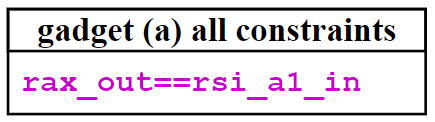 gadget (a) all constraints
rax_out==rsi_a1_in